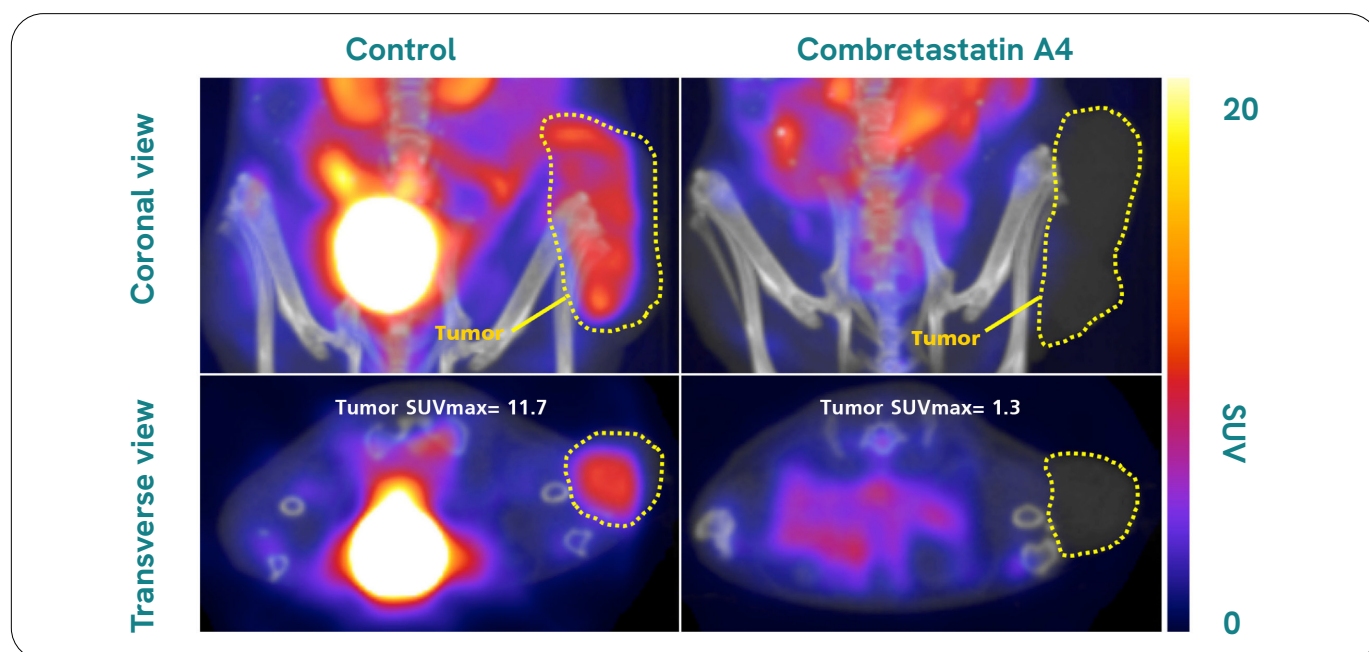 Control
Combretastatin A4
Coronal view
20
Tumor
Tumor
Transverse view
Tumor SUVmax= 11.7
Tumor SUVmax= 1.3
SUV
0